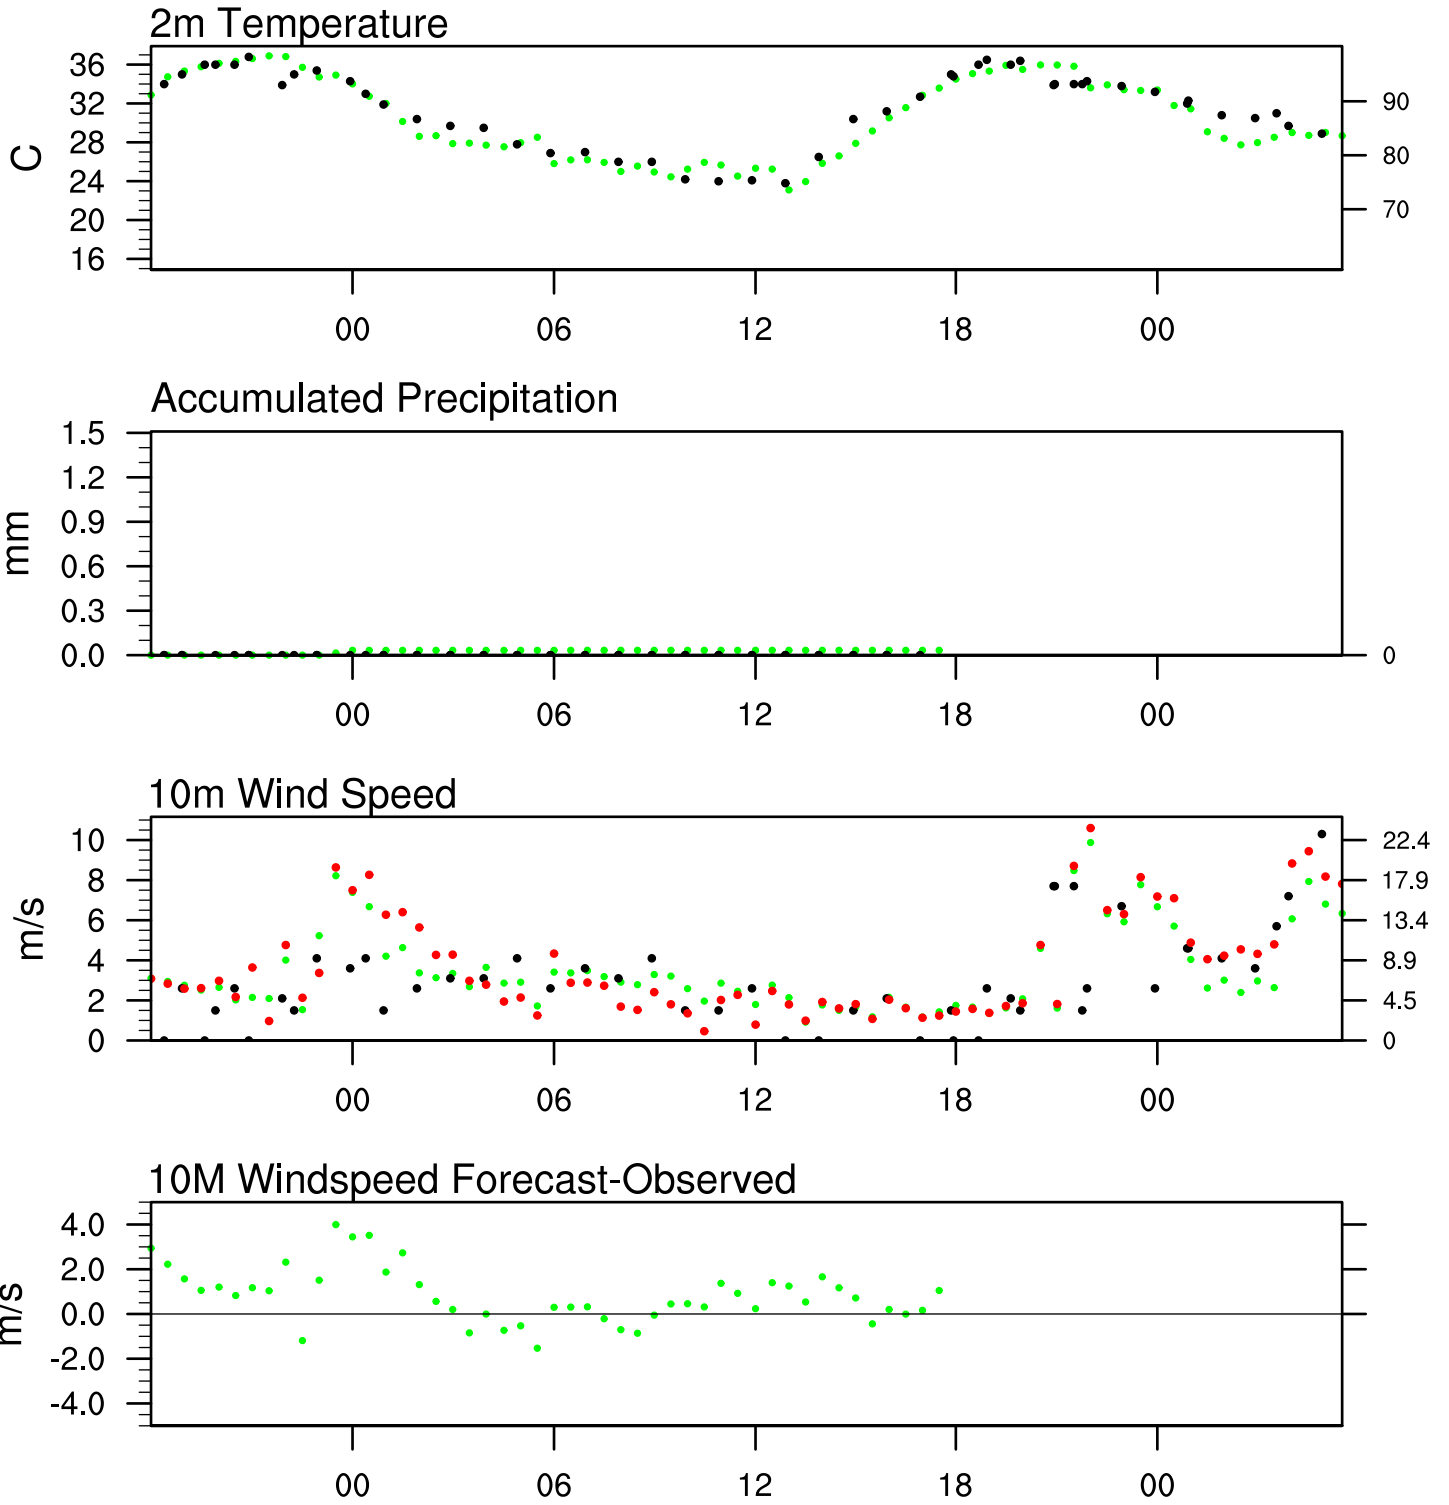 2m Temperature
36
32
28
24
20
16
C
90
80
70
00 06 12 18 00
Accumulated Precipitation
1.5
1.2
0.9
0.6
0.3
0.0
mm
0
00 06 12 18 00
10m Wind Speed
10
8
6
4
2
0
m/s
22.4
17.9
13.4
8.9
4.5
0
00 06 12 18 00
10M Windspeed Forecast-Observed
4.0
2.0
0.0
-2.0
-4.0
m/s
00 06 12 18 00